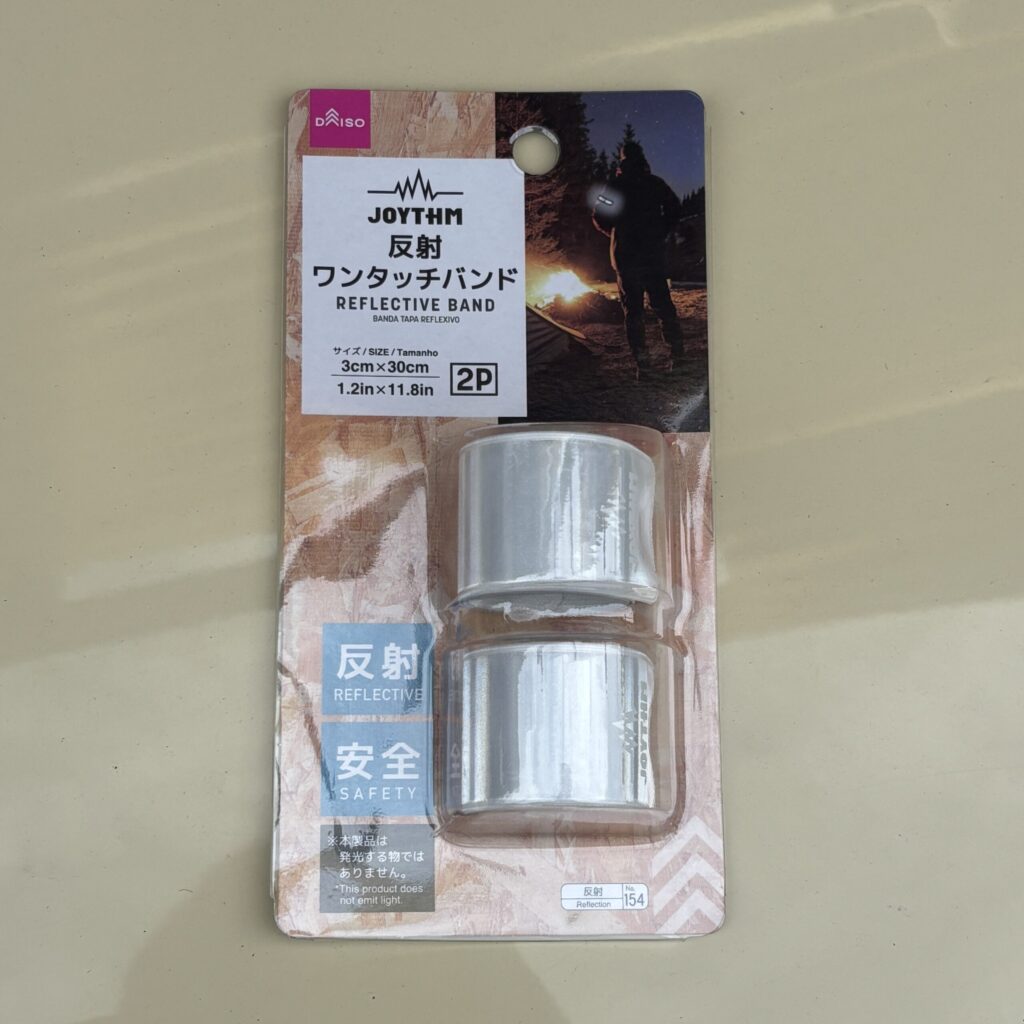 DAISO
JOYTHM
反射
ワンタッチバンド
REFLECTIVE BAND
BANDA TAPA REFLEXIVO
サイズ / SIZE / Tamanho
3cm×30cm
1.2in×11.8in
2P
反射
REFLECTIVE
安全
SAFETY
※本製品は
発光する物では
ありません。
*This product does
not emit light.
JOYTHM
反射
Reflection
No.
154